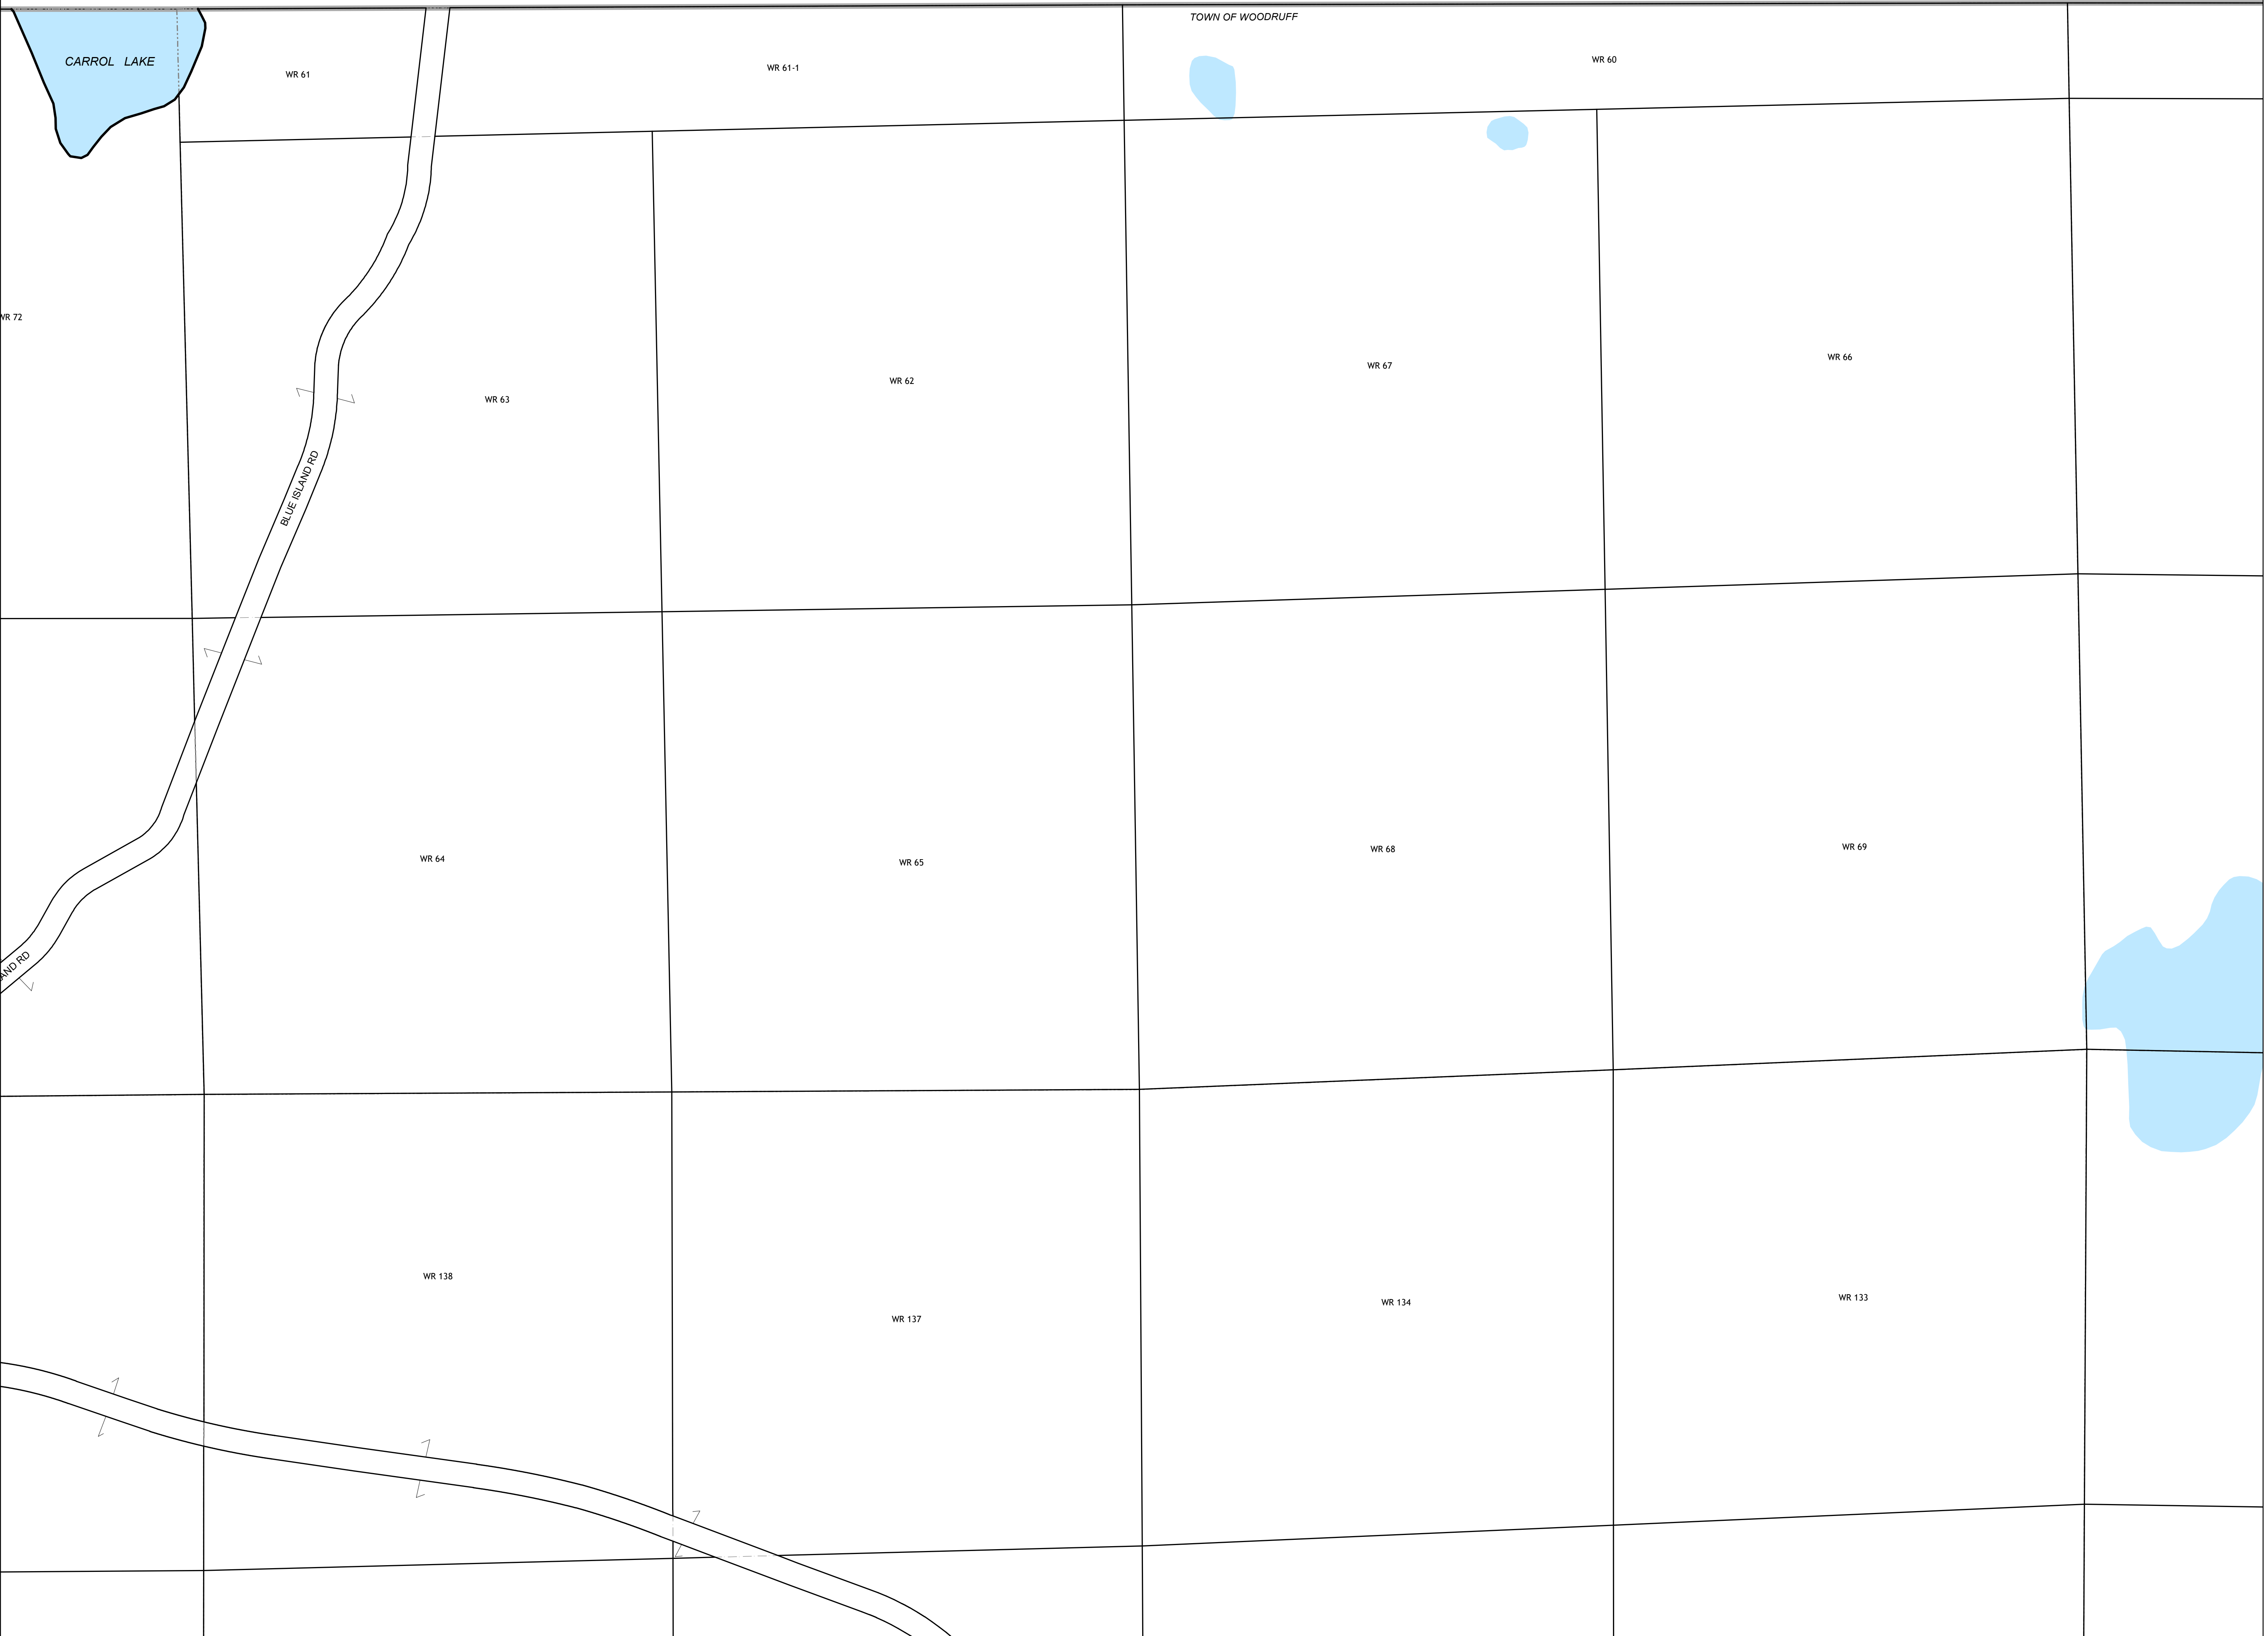 TOWN OF WOODRUFF
CARROL LAKE
WR 61
WR 61-1
WR 60
WR 72
WR 63
WR 62
WR 67
WR 66
BLUE ISLAND RD
WR 64
WR 65
WR 68
WR 69
AND RD
WR 138
WR 137
WR 134
WR 133